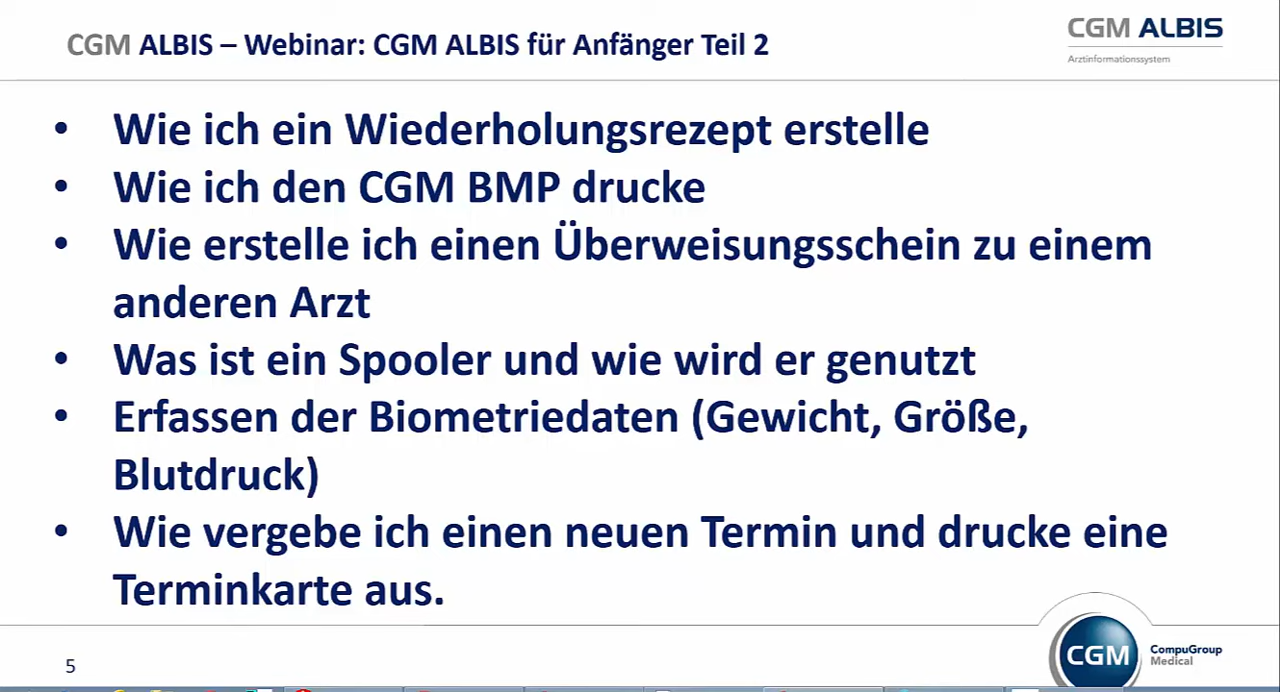 CGM ALBIS – Webinar: CGM ALBIS für Anfänger Teil 2
CGM ALBIS
Arztinformationssystem
• Wie ich ein Wiederholungsrezept erstelle
• Wie ich den CGM BMP drucke
• Wie erstelle ich einen Überweisungsschein zu einem
anderen Arzt
• Was ist ein Spooler und wie wird er genutzt
• Erfassen der Biometriedaten (Gewicht, Größe,
Blutdruck)
• Wie vergebe ich einen neuen Termin und drucke eine
Terminkarte aus.
5
CGM
CompuGroup
Medical